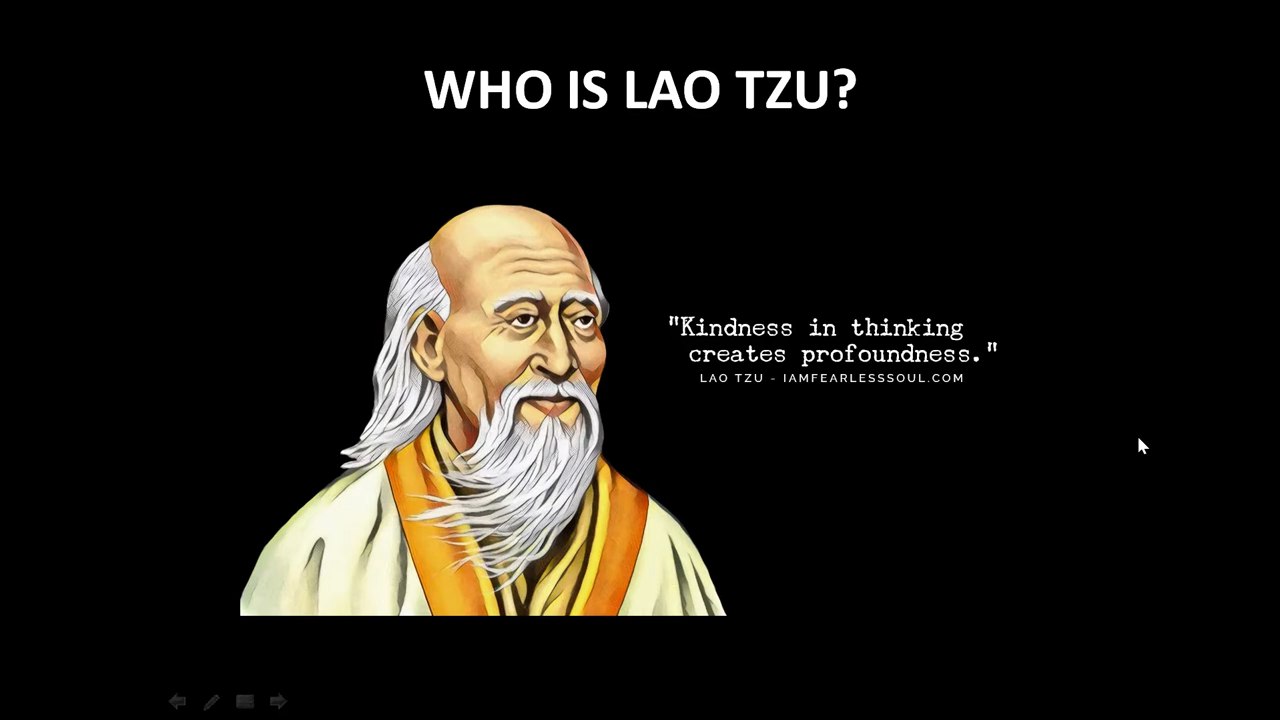 WHO IS LAO TZU?
"Kindness in thinking
creates profoundness."
LAO TZU - IAMFEARLESSSOUL.COM